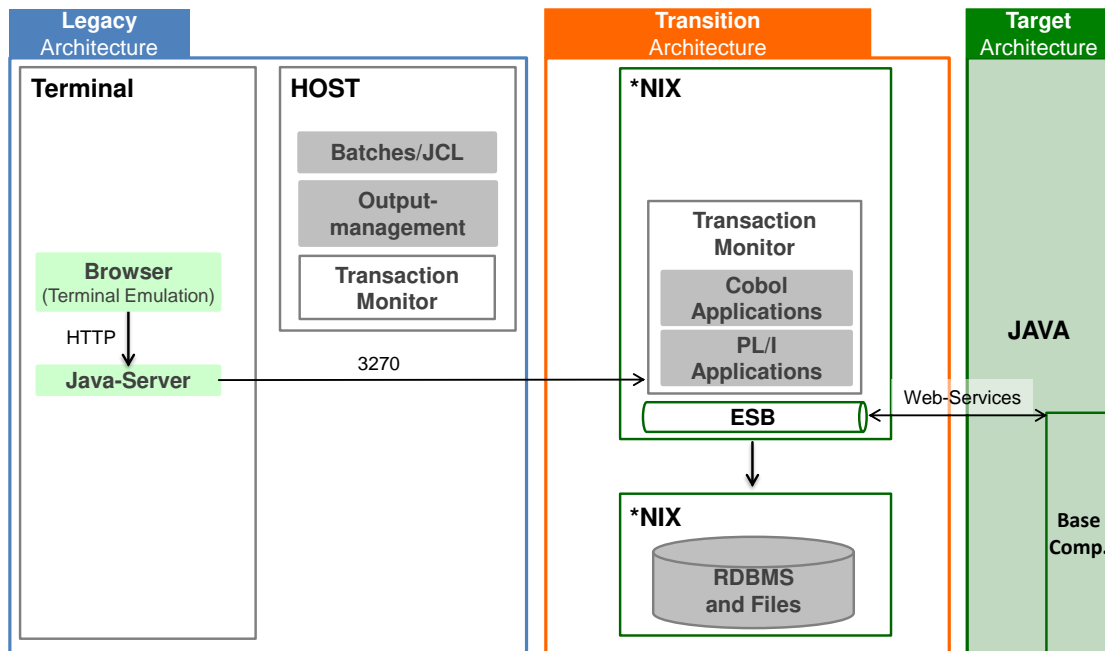 Legacy
Architecture
Transition
Architecture
Target
Architecture
Terminal
HOST
*NIX
Batches/JCL
Output-
management
Transaction
Monitor
Browser
(Terminal Emulation)
HTTP
Java-Server
3270
Transaction
Monitor
Cobol
Applications
PL/I
Applications
ESB
JAVA
Web-Services
*NIX
RDBMS
and Files
Base
Comp.